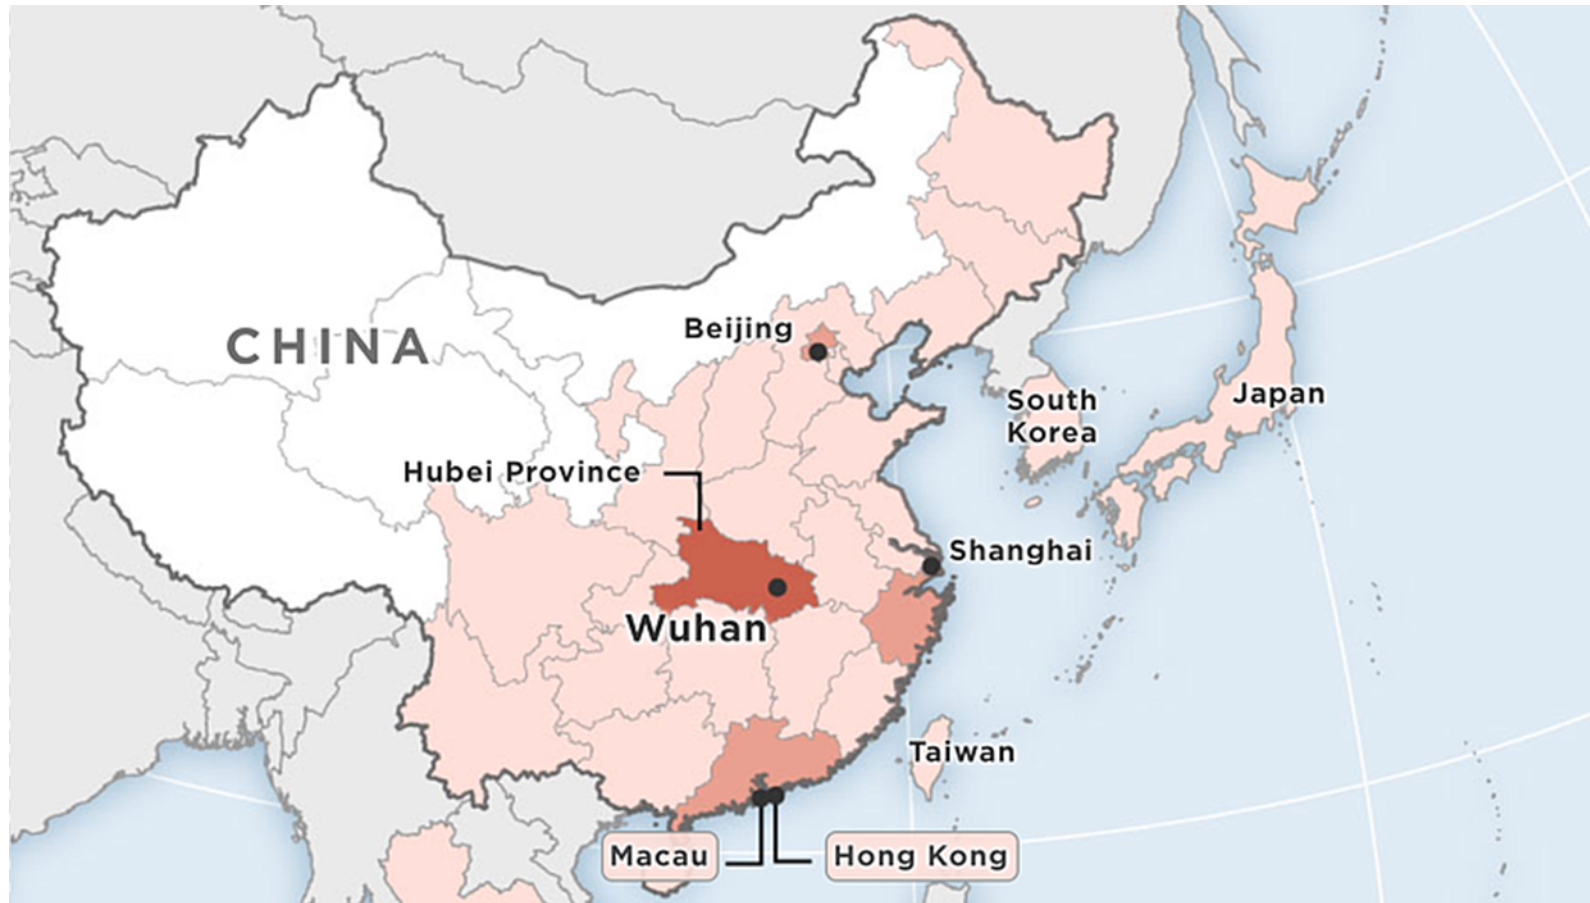 Beijing
CHINA
South
Korea
Japan
Hubei Province
Shanghai
Wuhan
Taiwan
Macau
Hong Kong